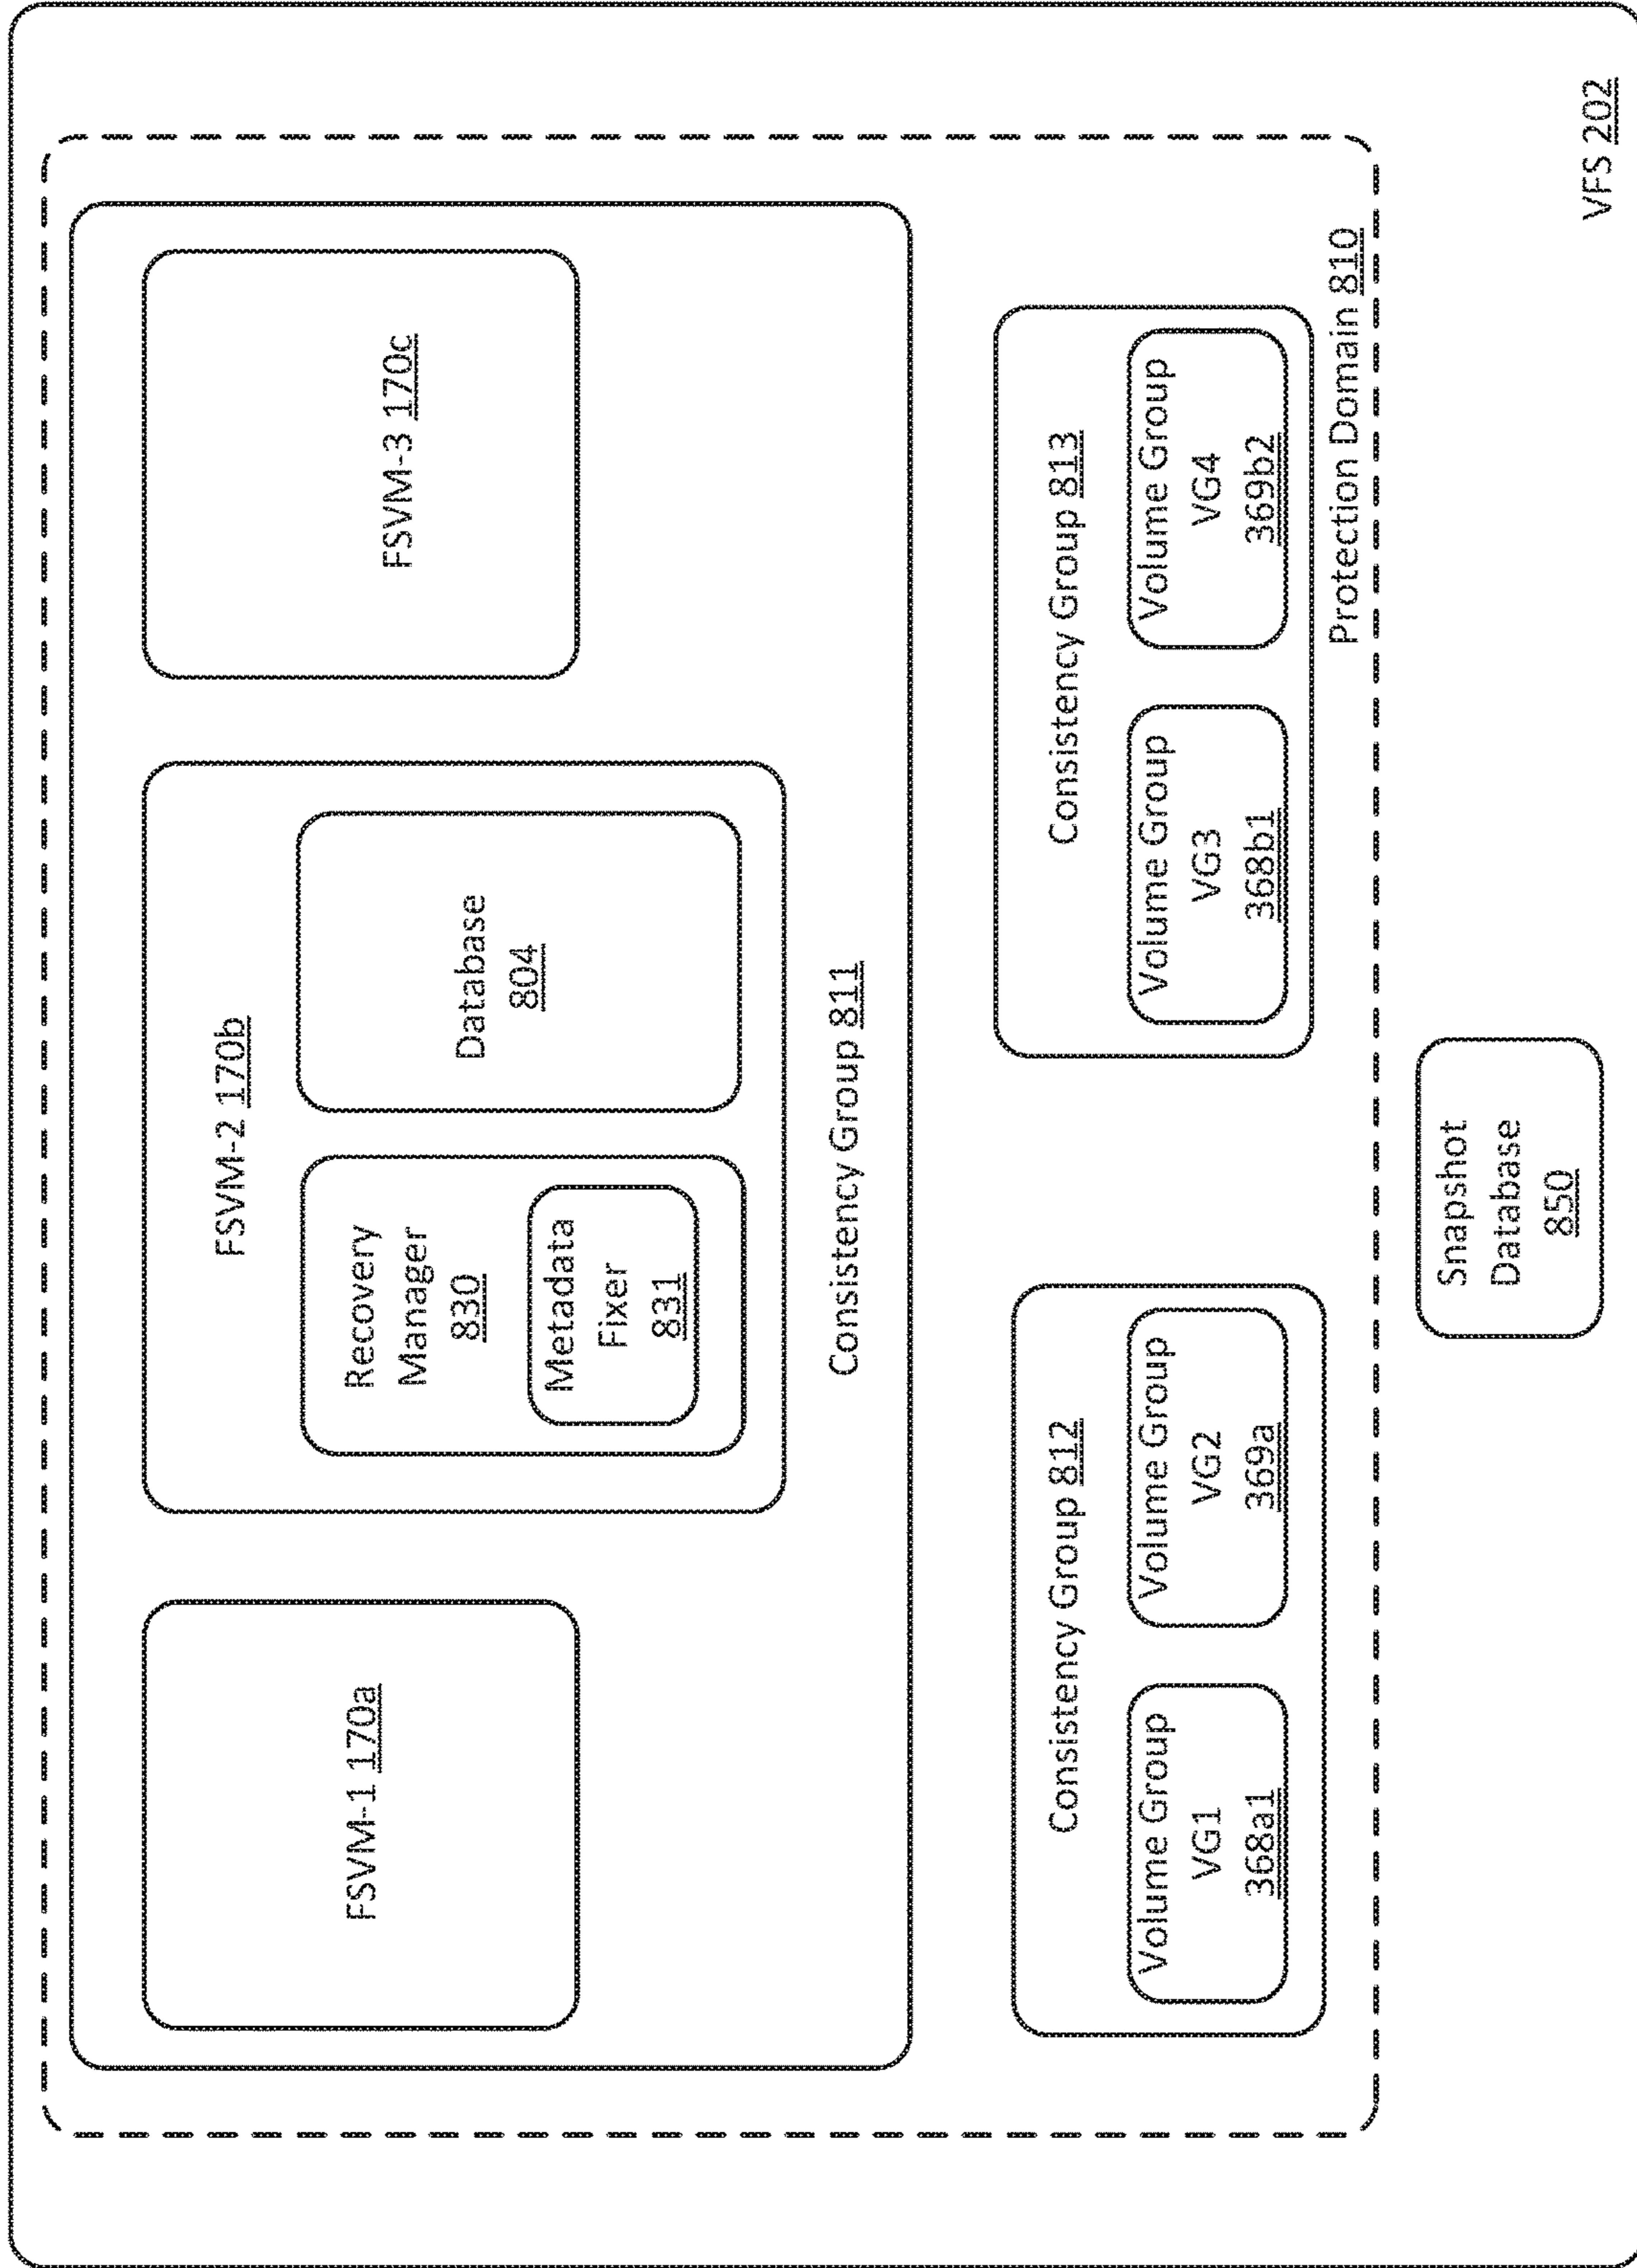 FSVM-1 170a
FSVM-2 170b
Recovery
Manager
830
Metadata
Fixer
831
Database
804
FSVM-3 170c
Consistency Group 811
Consistency Group 812
Volume Group
VG1
368a1
Volume Group
VG2
369a
Consistency Group 813
Volume Group
VG3
368b1
Volume Group
VG4
369b2
Protection Domain 810
Snapshot
Database
850
VFS 202